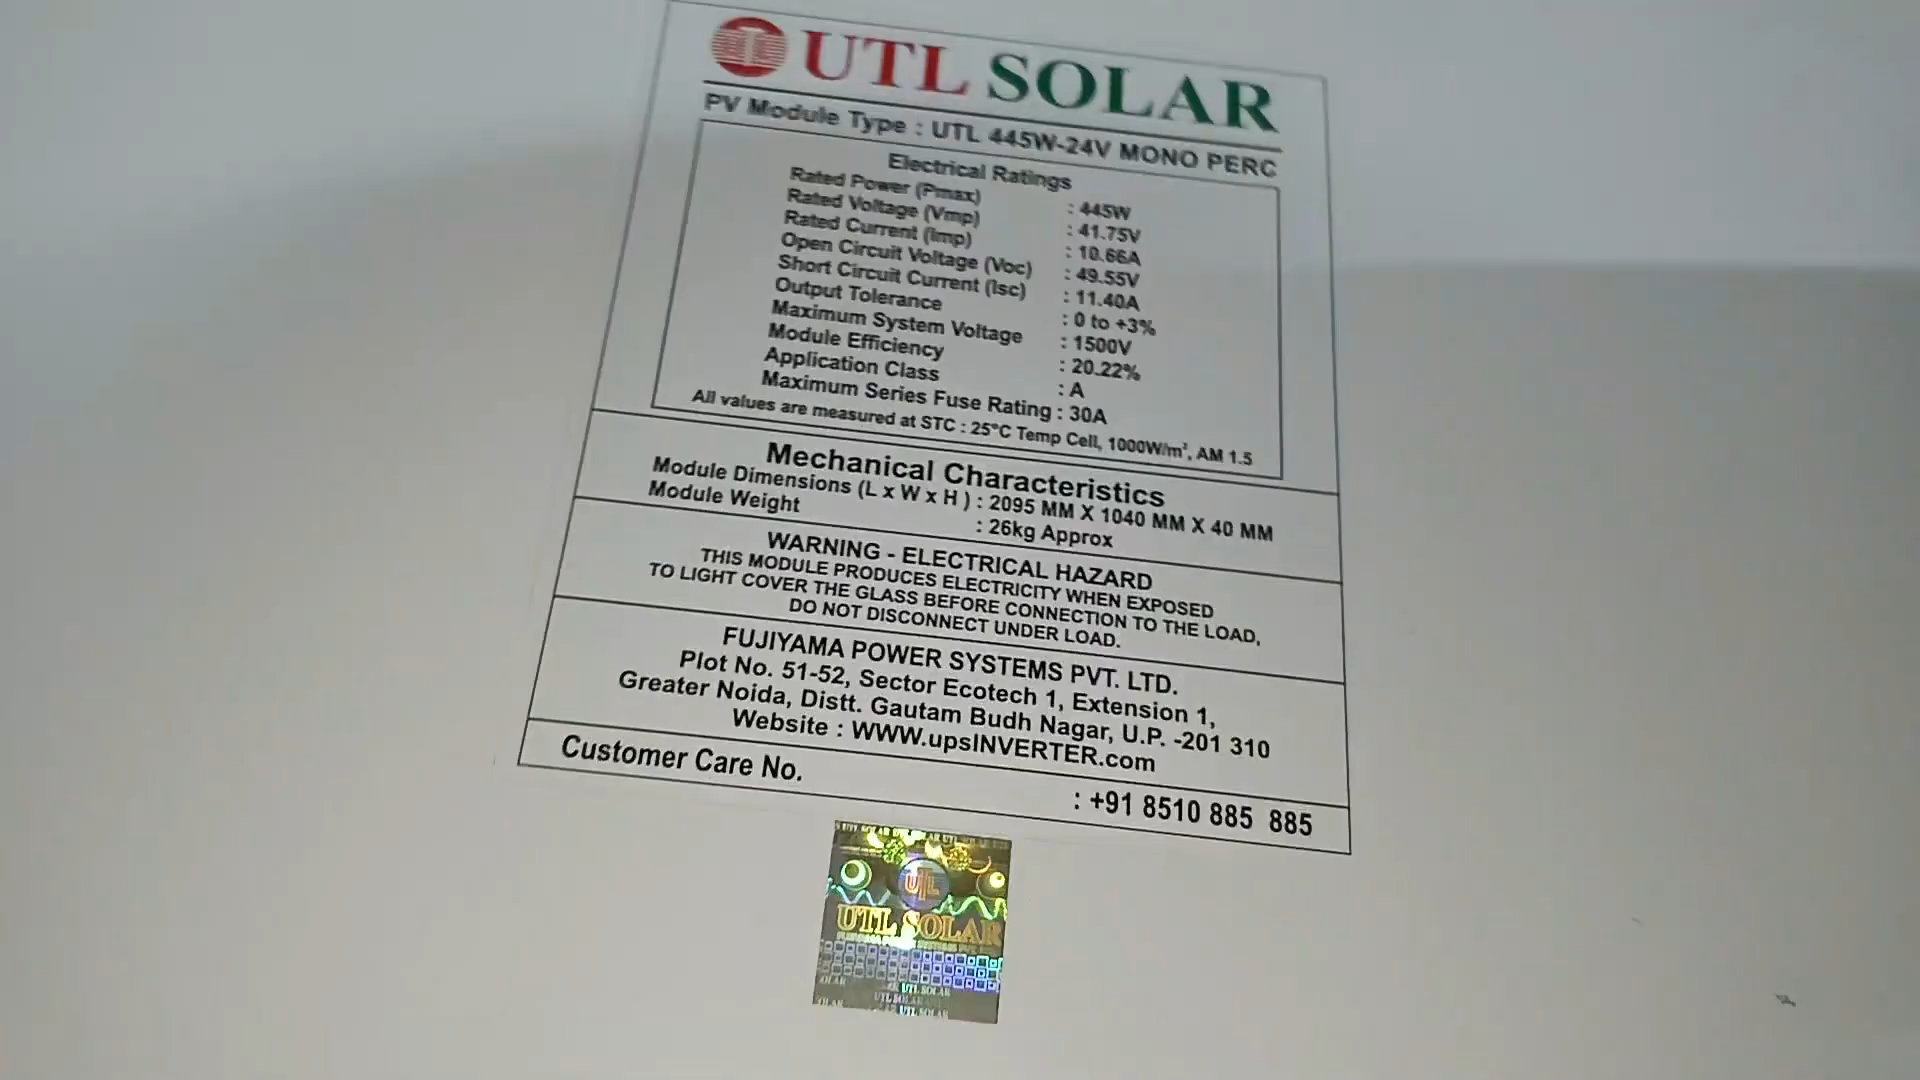 UTL SOLAR
PV Module Type : UTL 445W-24V MONO PERC
Electrical Ratings
Rated Power (Pmax) : 445W
Rated Voltage (Vmp) : 41.75V
Rated Current (Imp) : 10.66A
Open Circuit Voltage (Voc) : 49.55V
Short Circuit Current (Isc) : 11.40A
Output Tolerance : 0 to +3%
Maximum System Voltage : 1500V
Module Efficiency : 20.22%
Application Class : A
Maximum Series Fuse Rating : 30A
All values are measured at STC : 25°C Temp Cell, 1000W/m², AM 1.5
Mechanical Characteristics
Module Dimensions (L x W x H ) : 2095 MM X 1040 MM X 40 MM
Module Weight : 26kg Approx
WARNING - ELECTRICAL HAZARD
THIS MODULE PRODUCES ELECTRICITY WHEN EXPOSED
TO LIGHT COVER THE GLASS BEFORE CONNECTION TO THE LOAD,
DO NOT DISCONNECT UNDER LOAD.
FUJIYAMA POWER SYSTEMS PVT. LTD.
Plot No. 51-52, Sector Ecotech 1, Extension 1,
Greater Noida, Distt. Gautam Budh Nagar, U.P. -201 310
Website : WWW.upsINVERTER.com
Customer Care No. : +91 8510 885 885
UTL
UTL SOLAR
UTL SOLAR
UTL SOLAR
UTL SOLAR